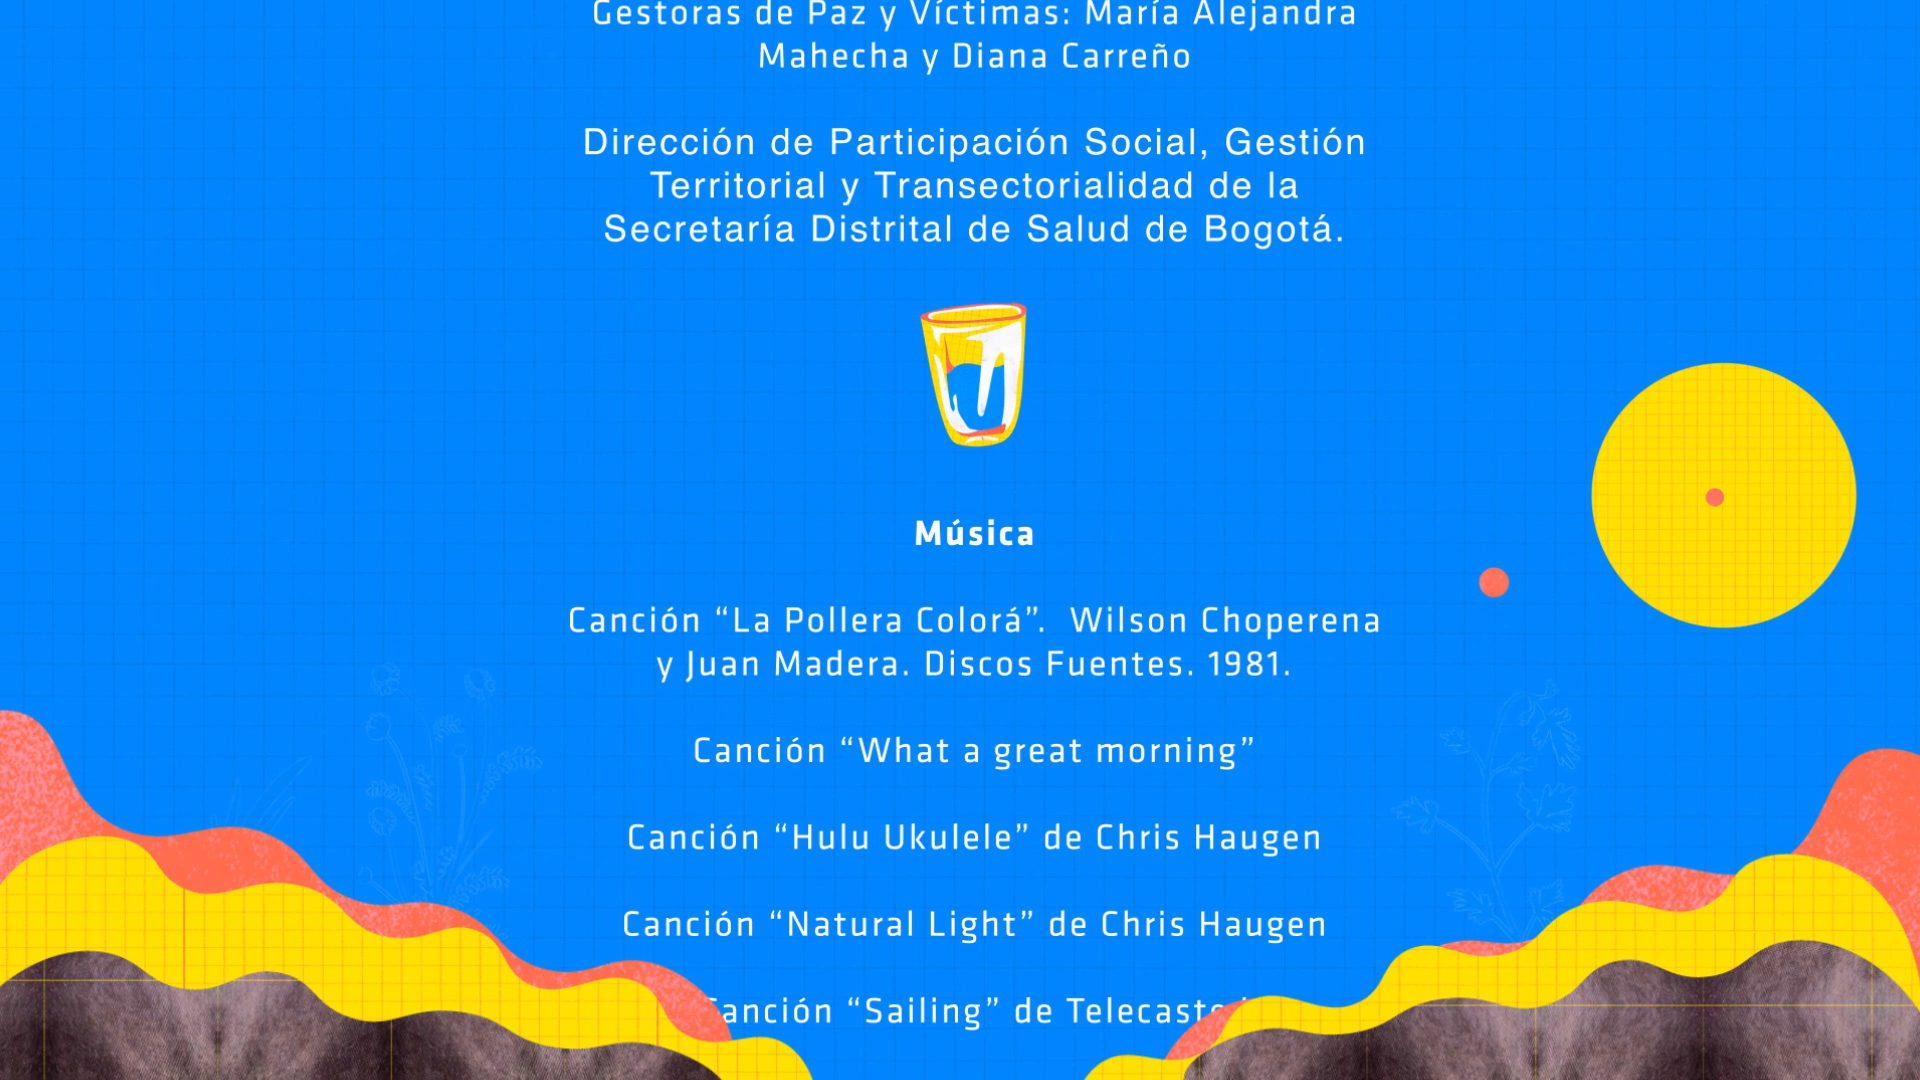 Gestoras de Paz y Víctimas: María Alejandra
Mahecha y Diana Carreño
Dirección de Participación Social, Gestión
Territorial y Transectorialidad de la
Secretaría Distrital de Salud de Bogotá.
Música
Canción “La Pollera Colorá”. Wilson Choperena
y Juan Madera. Discos Fuentes. 1981.
Canción “What a great morning”
Canción “Hulu Ukulele” de Chris Haugen
Canción “Natural Light” de Chris Haugen
Canción “Sailing” de